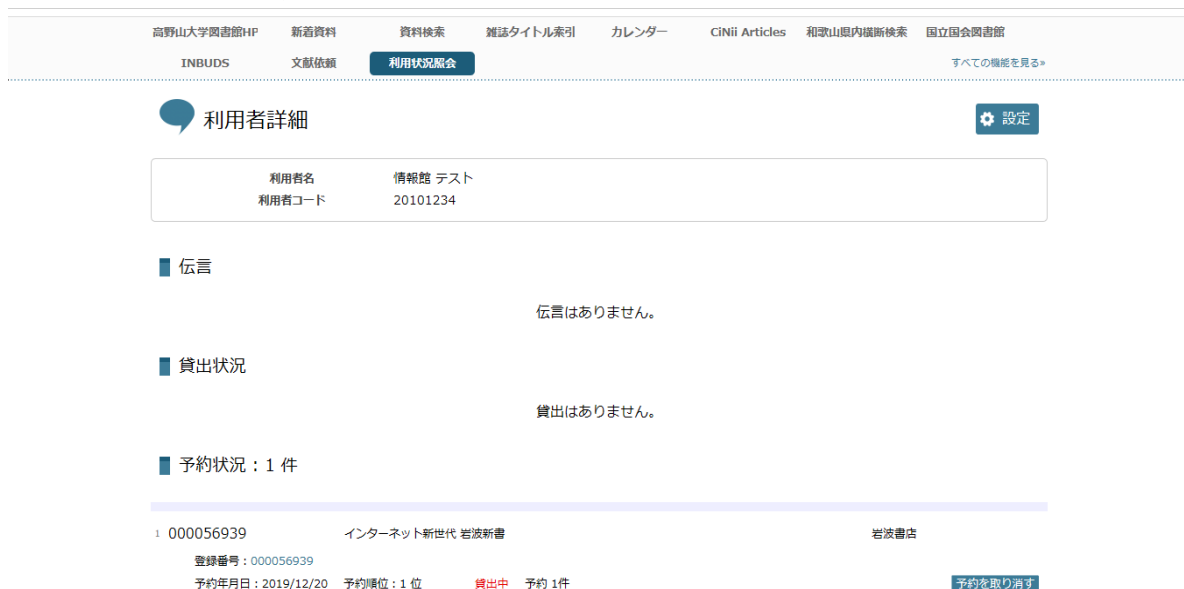 高野山大学図書館HP 新着資料 資料検索 雑誌タイトル索引 カレンダー CiNii Articles 和歌山県内横断検索 国立国会図書館
INBUDS 文献依頼 利用状況照会 すべての機能を見る»
利用者詳細 設定
利用者名 情報館 テスト
利用者コード 20101234
伝言
伝言はありません。
貸出状況
貸出はありません。
予約状況：1 件
1 000056939 インターネット新世代 岩波新書 岩波書店
登録番号：000056939
予約年月日：2019/12/20 予約順位：1 位 貸出中 予約 1件 予約を取り消す